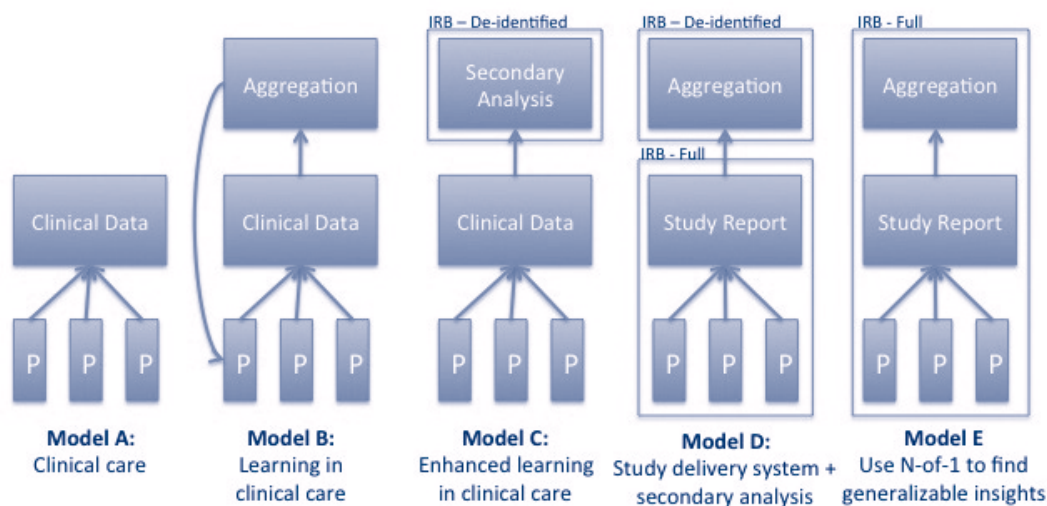 IRB – De-identified
IRB – De-identified
IRB - Full
Aggregation
Secondary
Analysis
Aggregation
Aggregation
IRB - Full
Clinical Data
Clinical Data
Clinical Data
Study Report
Study Report
P P P
P P P
P P P
P P P
P P P
Model A:
Clinical care
Model B:
Learning in
clinical care
Model C:
Enhanced learning
in clinical care
Model D:
Study delivery system +
secondary analysis
Model E
Use N-of-1 to find
generalizable insights